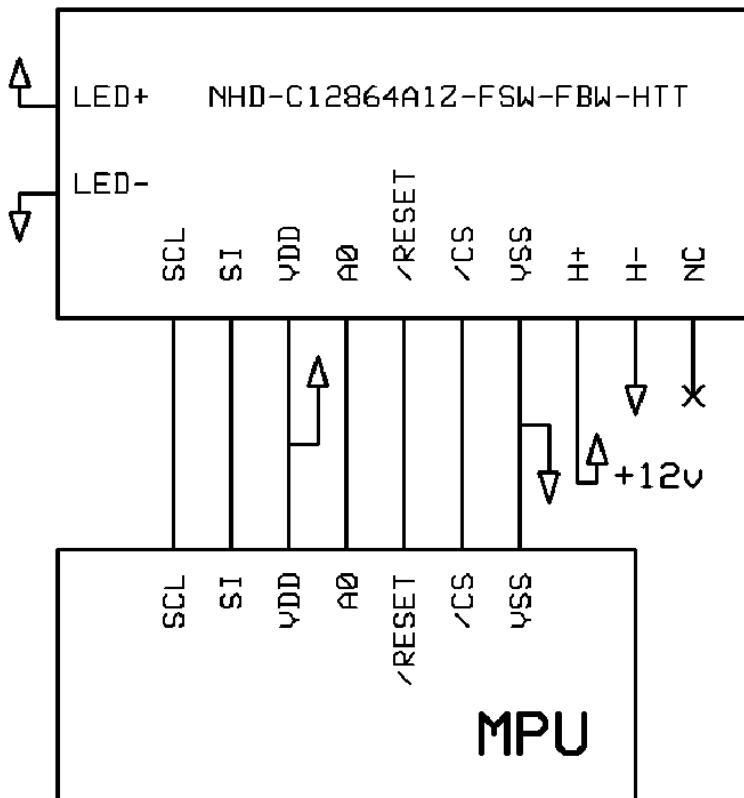 LED+ NHD-C12864A1Z-FSW-FBW-HTT
LED-
SCL SI VDD A0 /RESET /CS VSS H+ H- NC
+12v
SCL SI VDD A0 /RESET /CS VSS
MPU